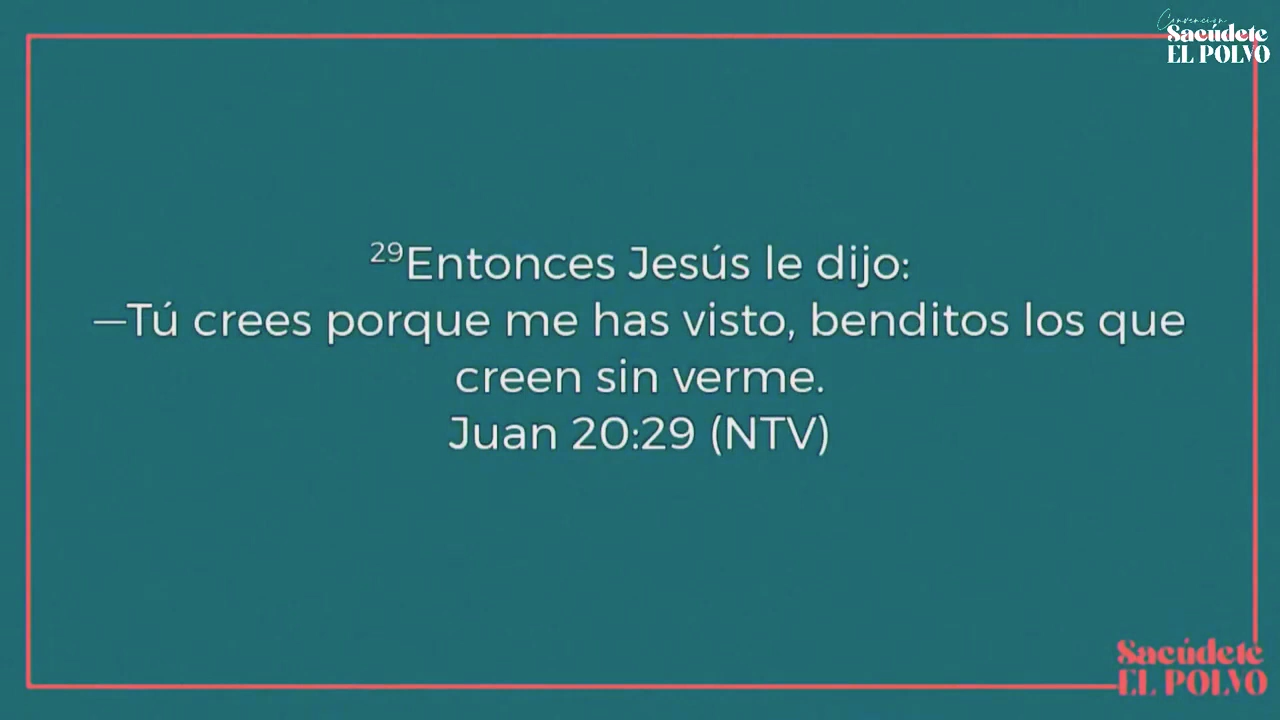 Convención
Sacúdete
EL POLVO
²⁹Entonces Jesús le dijo:
—Tú crees porque me has visto, benditos los que
creen sin verme.
Juan 20:29 (NTV)
Sacúdete
EL POLVO